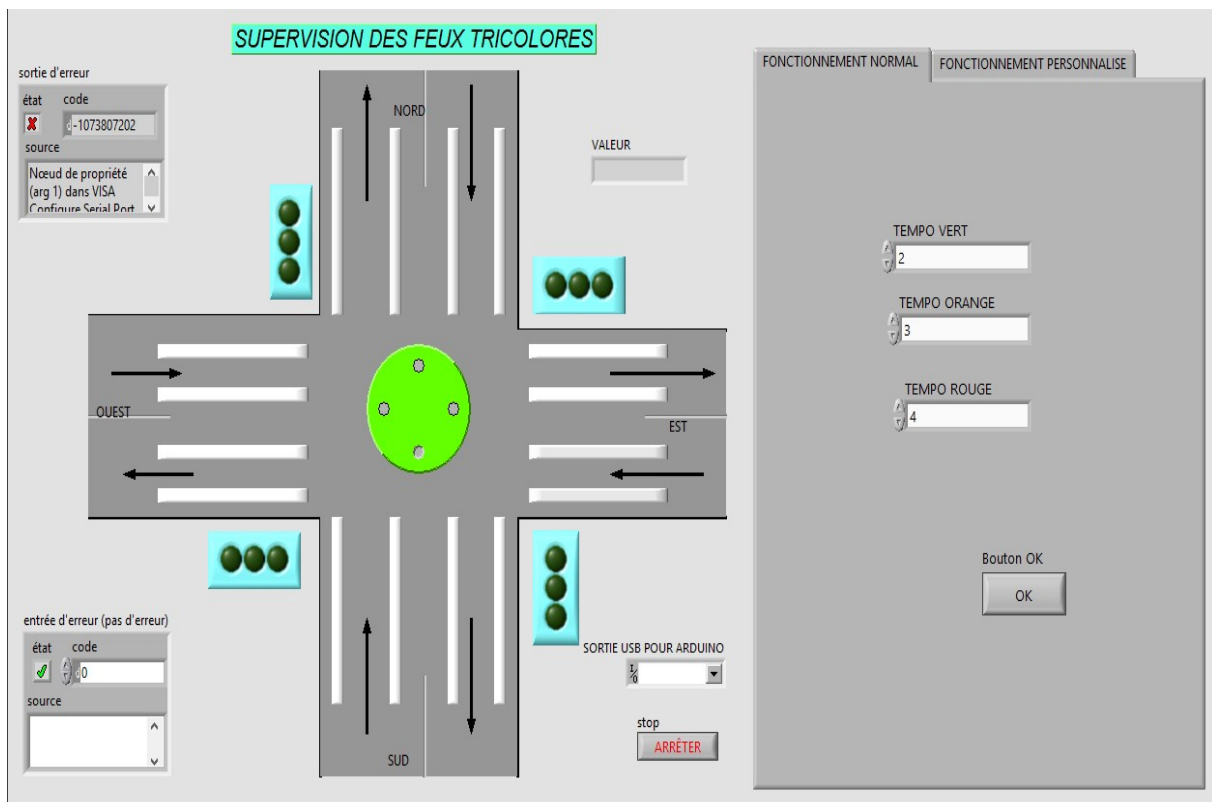 SUPERVISION DES FEUX TRICOLORES
sortie d'erreur
état code
-1073807202
source
Nœud de propriété
(arg 1) dans VISA
Configure Serial Port
NORD
VALEUR
OUEST
EST
SUD
entrée d'erreur (pas d'erreur)
état code
0
source
SORTIE USB POUR ARDUINO
stop
ARRÊTER
FONCTIONNEMENT NORMAL
FONCTIONNEMENT PERSONNALISE
TEMPO VERT
2
TEMPO ORANGE
3
TEMPO ROUGE
4
Bouton OK
OK